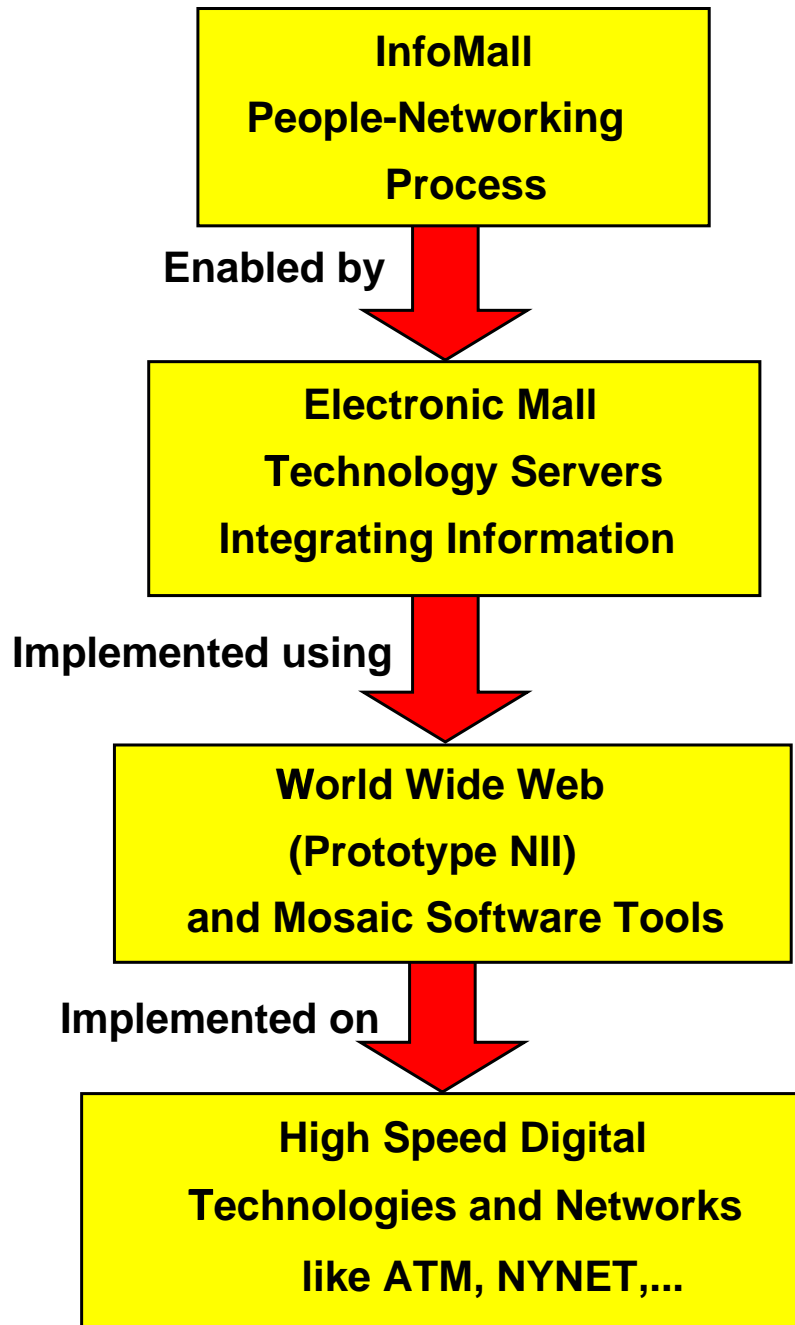 InfoMall
People-Networking
Process
Enabled by
Electronic Mall
Technology Servers
Integrating Information
Implemented using
World Wide Web
(Prototype NII)
and Mosaic Software Tools
Implemented on
High Speed Digital
Technologies and Networks
like ATM, NYNET,...